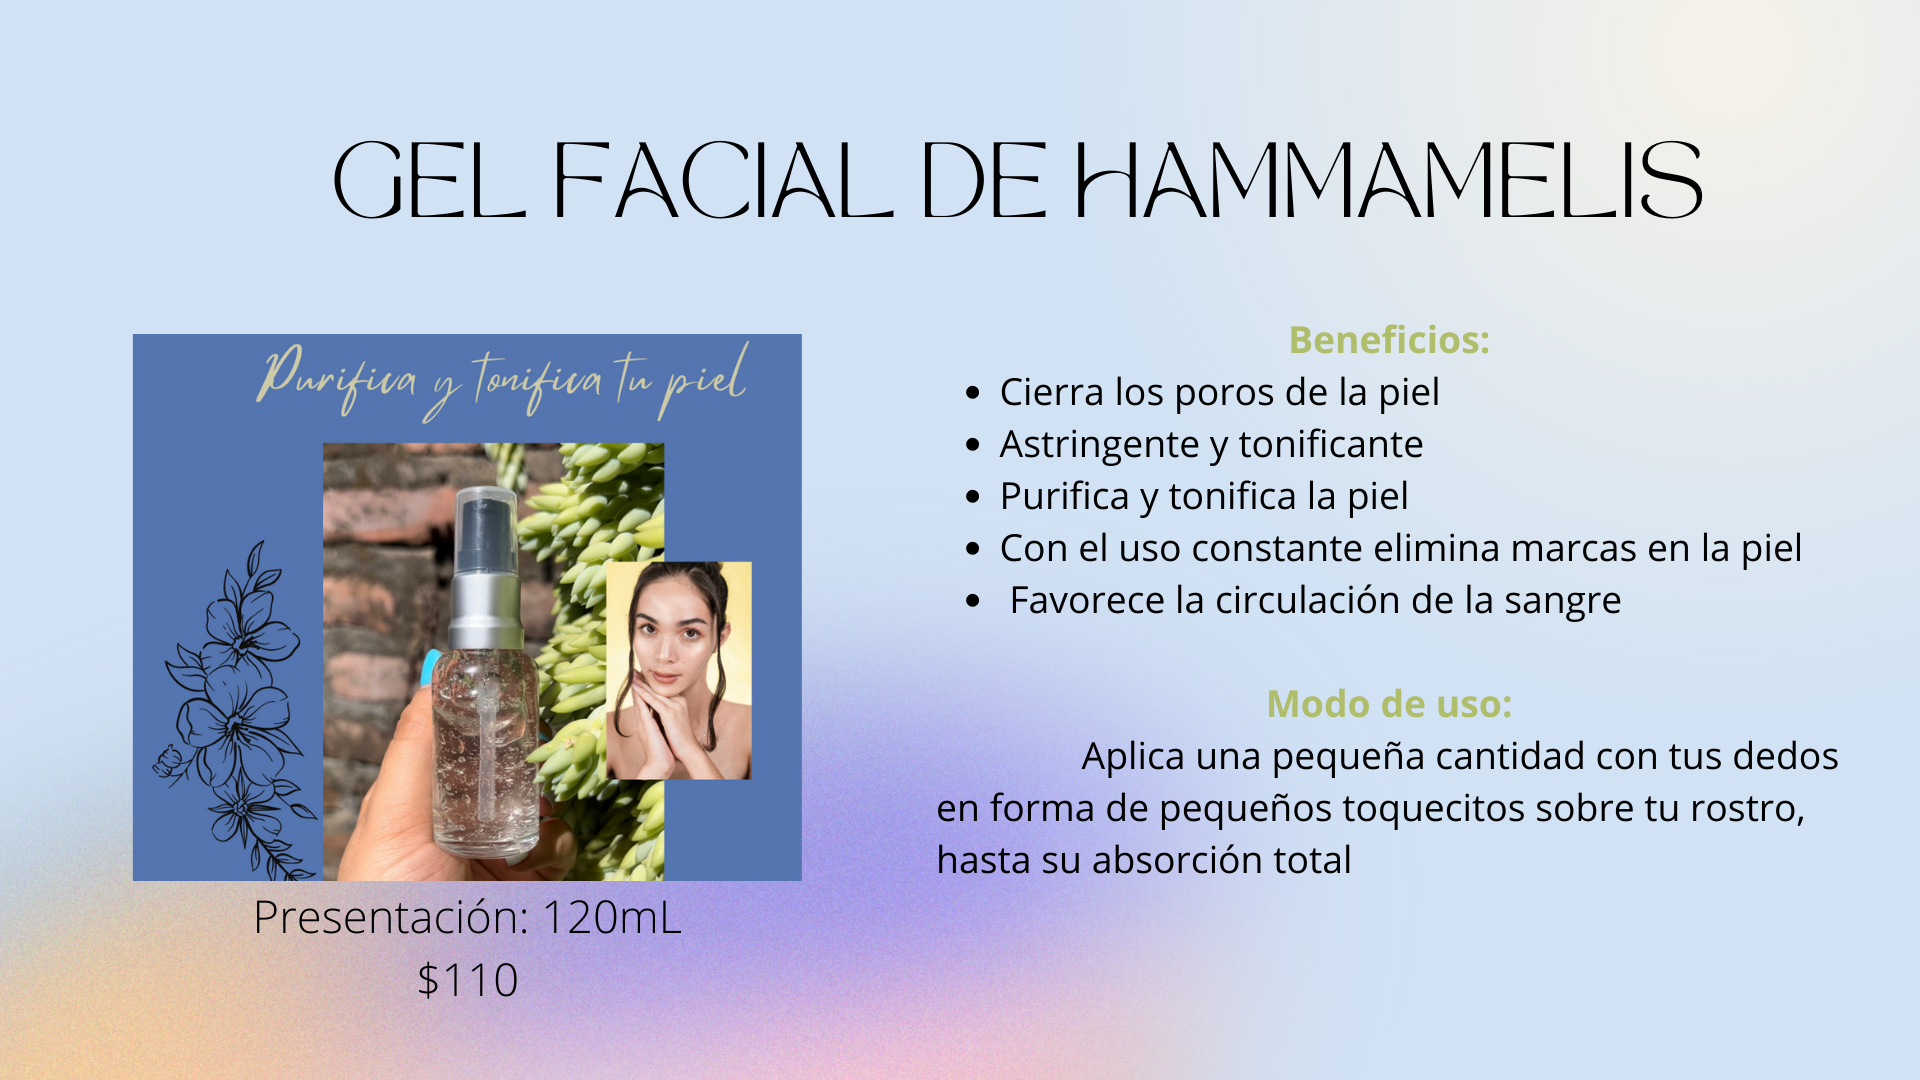 GEL FACIAL DE HAMMAMELIS
Purifica y tonifica tu piel
Presentación: 120mL
$110
Beneficios:
• Cierra los poros de la piel
• Astringente y tonificante
• Purifica y tonifica la piel
• Con el uso constante elimina marcas en la piel
• Favorece la circulación de la sangre
Modo de uso:
Aplica una pequeña cantidad con tus dedos
en forma de pequeños toquecitos sobre tu rostro,
hasta su absorción total